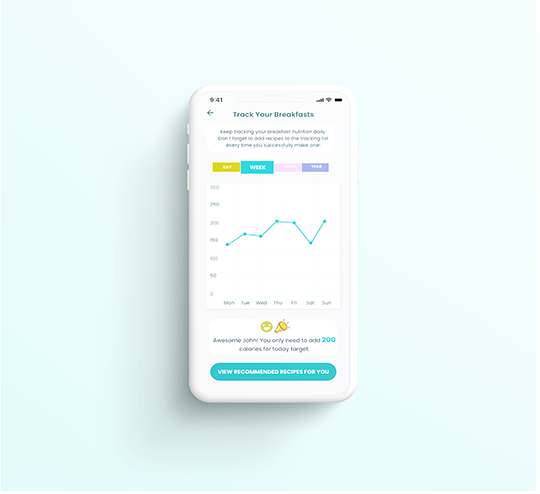 9:41
Track Your Breakfasts
Keep tracking your breakfast nutrition daily.
Don't forget to add recipes to the tracking list
every time you successfully make one!
DAY WEEK MONTH YEAR
300
250
200
150
100
50
0
Mon Tue Wed Thu Fri Sat Sun
Awesome John! You only need to add 200
calories for today target.
VIEW RECOMMENDED RECIPES FOR YOU